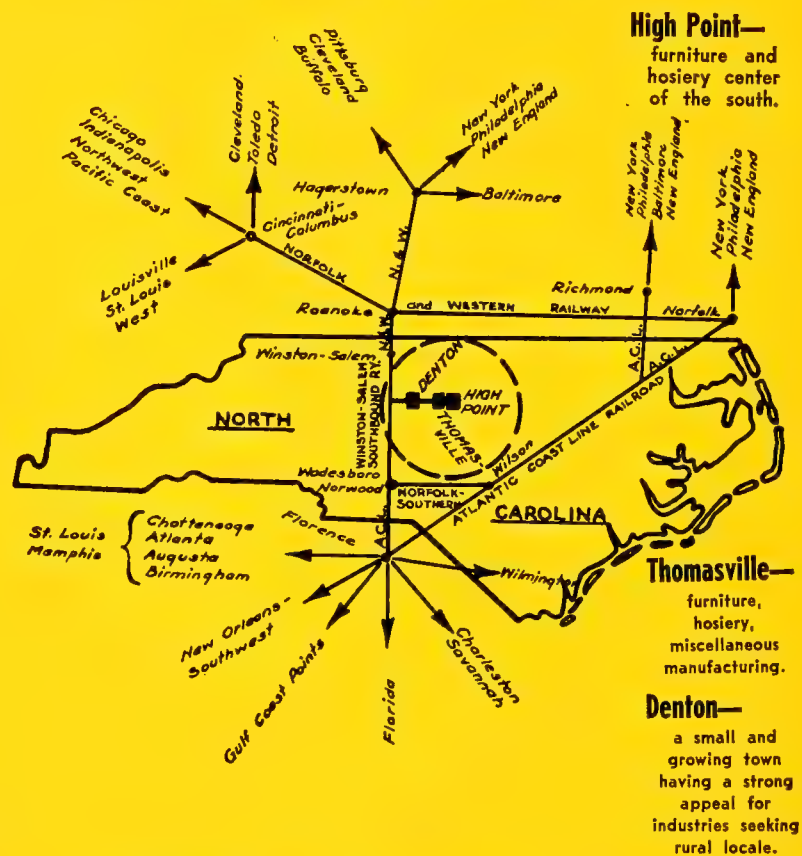 High Point—
furniture and
hosiery center
of the south.
Pittsburg
Cleveland
Buffalo
New York
Philadelphia
New England
Cleveland.
Toledo
Detroit
Chicago
Indianapolis
Northwest
Pacific Coast
New York
Philadelphia
Baltimore
New England
New York
Philadelphia
New England
Hagerstown
Baltimore
Cincinnati-
Columbus
Louisville
St. Louis
West
NORFOLK
N. & W.
Richmond
Roanoke
and WESTERN RAILWAY
Norfolk
N. & W.
A.C.L.
A.C.L.
Winston-Salem
DENTON
HIGH
POINT
THOMAS
VILLE
WINSTON-SALEM
SOUTHBOUND RY.
NORTH
Wilson
ATLANTIC COAST LINE RAILROAD
Wadesboro
Norwood
NORFOLK-
SOUTHERN
CAROLINA
A.C.L.
Florence
St. Louis
Mamphis
Chattanooga
Atlanta
Augusta
Birmingham
Wilmington
New Orleans-
Southwest
Gulf Coast Points
Florida
Charleston
Savannah
Thomasville—
furniture,
hosiery,
miscellaneous
manufacturing.
Denton—
a small and
growing town
having a strong
appeal for
industries seeking
rural locale.